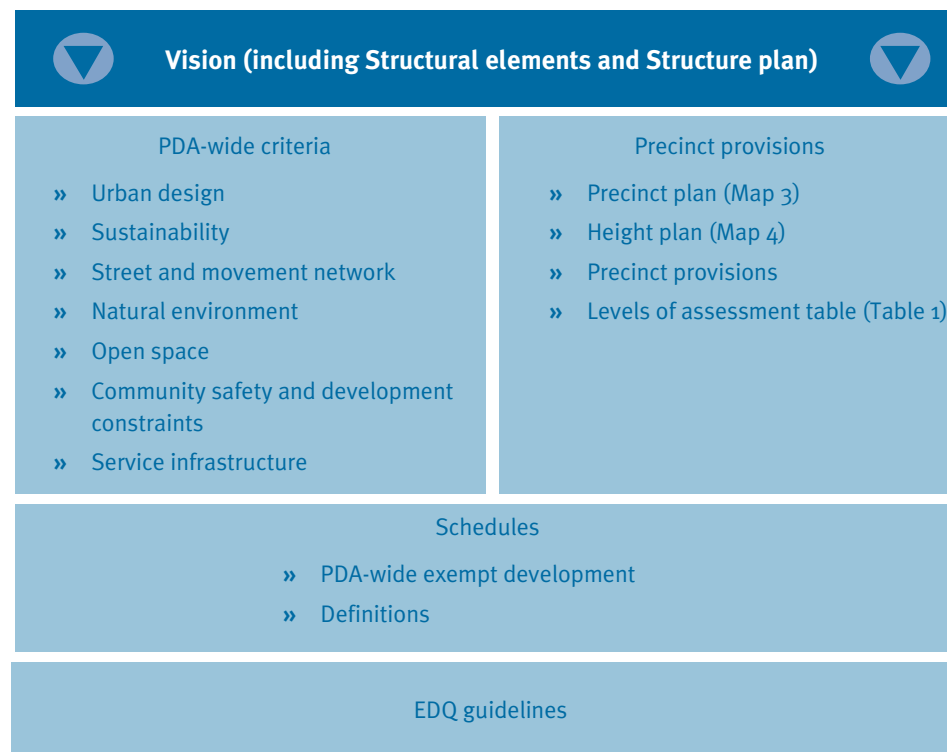 Vision (including Structural elements and Structure plan)
PDA-wide criteria
» Urban design
» Sustainability
» Street and movement network
» Natural environment
» Open space
» Community safety and development
constraints
» Service infrastructure
Precinct provisions
» Precinct plan (Map 3)
» Height plan (Map 4)
» Precinct provisions
» Levels of assessment table (Table 1)
Schedules
» PDA-wide exempt development
» Definitions
EDQ guidelines